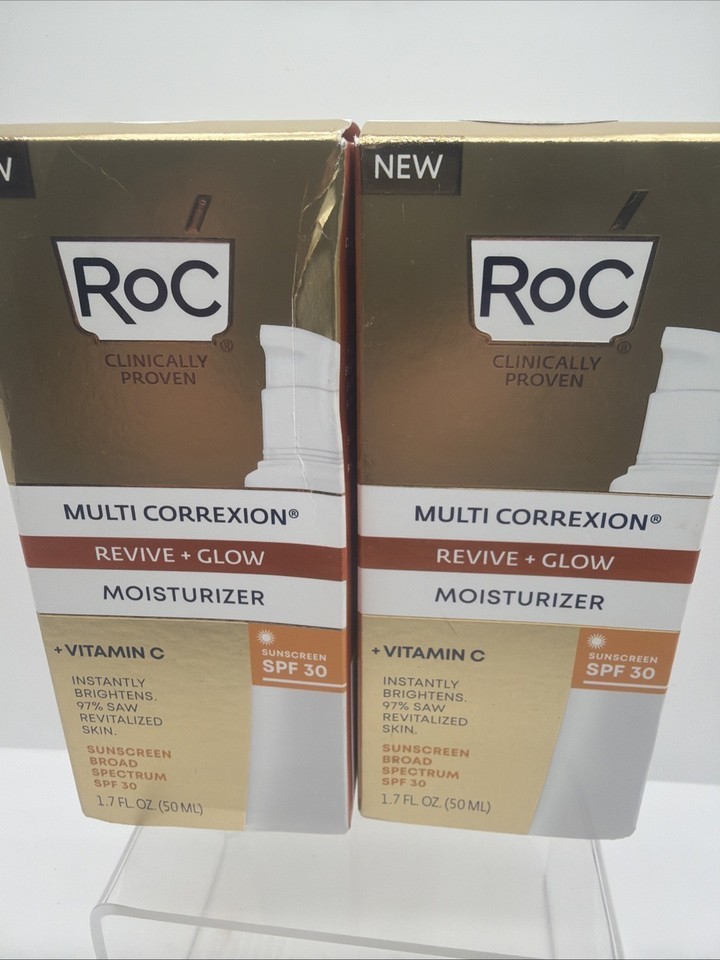 W
RoC
®
CLINICALLY
PROVEN
MULTI CORREXION®
REVIVE + GLOW
MOISTURIZER
+ VITAMIN C
INSTANTLY
BRIGHTENS.
97% SAW
REVITALIZED
SKIN.
SUNSCREEN
BROAD
SPECTRUM
SPF 30
1.7 FL. OZ. (50 ML)
SUNSCREEN
SPF 30
NEW
RoC
®
CLINICALLY
PROVEN
MULTI CORREXION®
REVIVE + GLOW
MOISTURIZER
+ VITAMIN C
INSTANTLY
BRIGHTENS.
97% SAW
REVITALIZED
SKIN.
SUNSCREEN
BROAD
SPECTRUM
SPF 30
1.7 FL. OZ. (50 ML)
SUNSCREEN
SPF 30